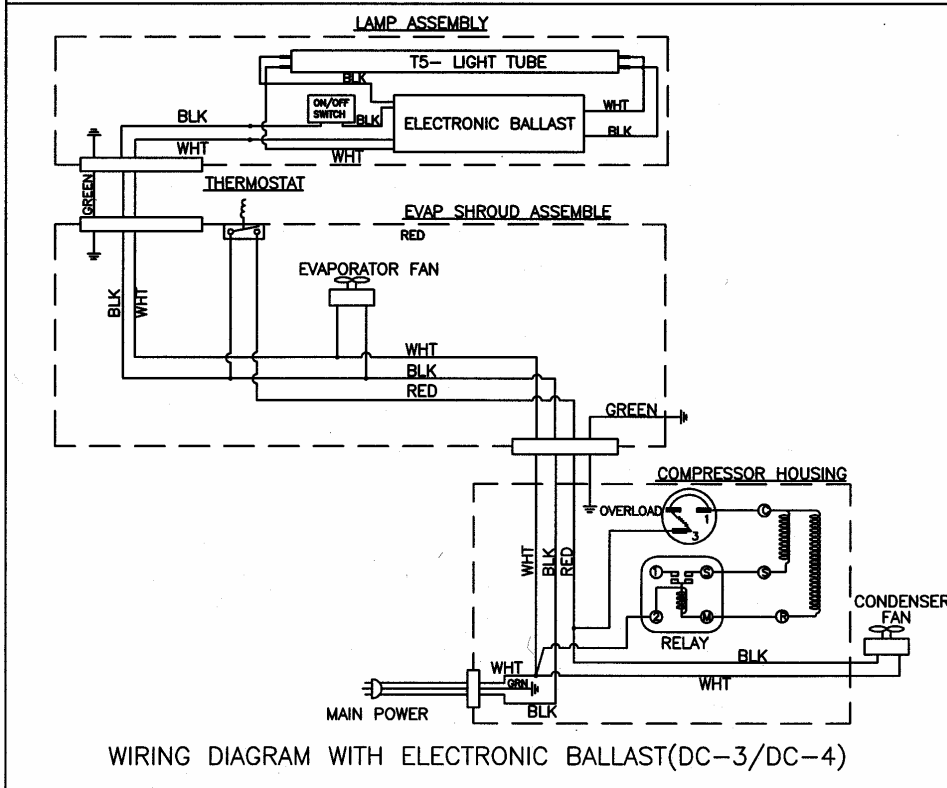 LAMP ASSEMBLY
T5- LIGHT TUBE
BLK
ON/OFF
SWITCH
BLK
ELECTRONIC BALLAST
WHT
BLK
BLK
WHT
WHT
GREEN
THERMOSTAT
EVAP SHROUD ASSEMBLE
RED
EVAPORATOR FAN
BLK
WHT
WHT
BLK
RED
GREEN
COMPRESSOR HOUSING
OVERLOAD
1
3
C
WHT
BLK
RED
1
S
S
2
M
R
RELAY
CONDENSER
FAN
BLK
WHT
WHT
GRN
BLK
MAIN POWER
WIRING DIAGRAM WITH ELECTRONIC BALLAST(DC-3/DC-4)